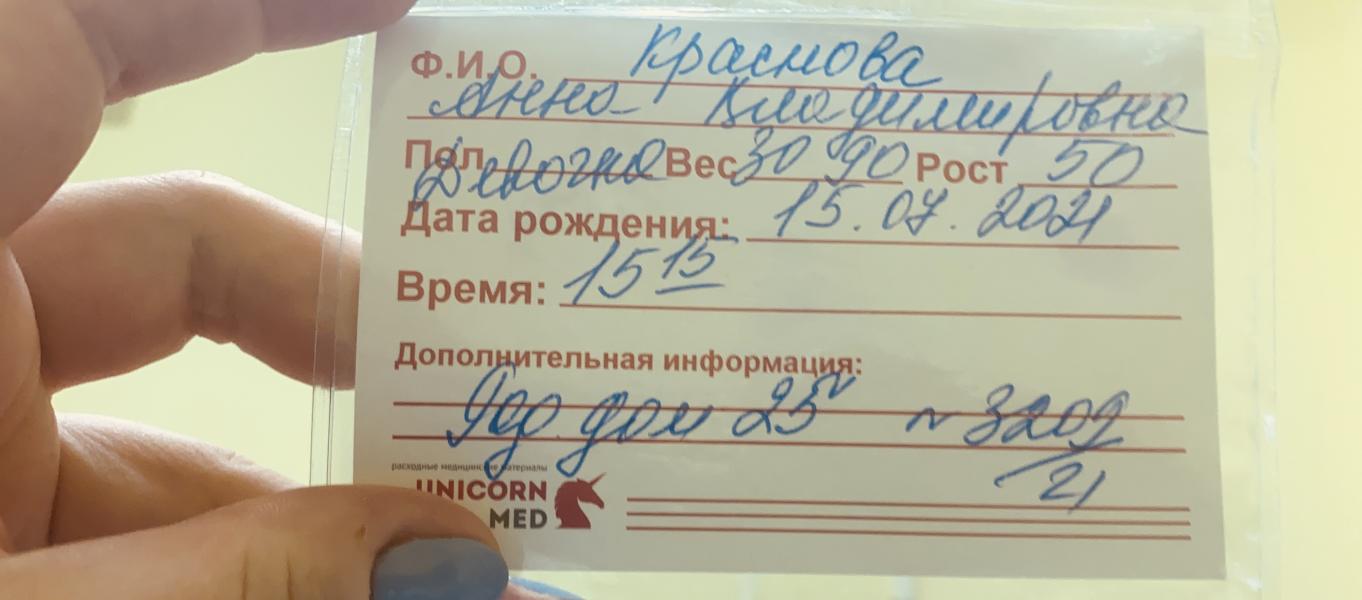 Ф.И.О. Краснова
Анна Владимировна
Пол Девочка Вес 3090 Рост 50
Дата рождения: 15.07.2021
Время: 15 15
Дополнительная информация:
Род. дом 25 N 3209
21
расходные медицинские материалы
UNICORN
MED